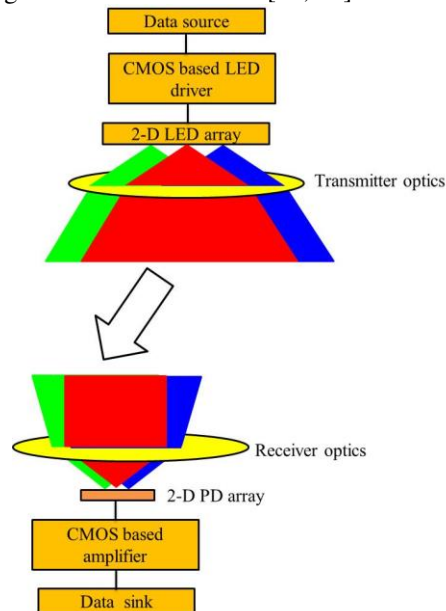 Data source
CMOS based LED
driver
2-D LED array
Transmitter optics
Receiver optics
2-D PD array
CMOS based
amplifier
Data sink